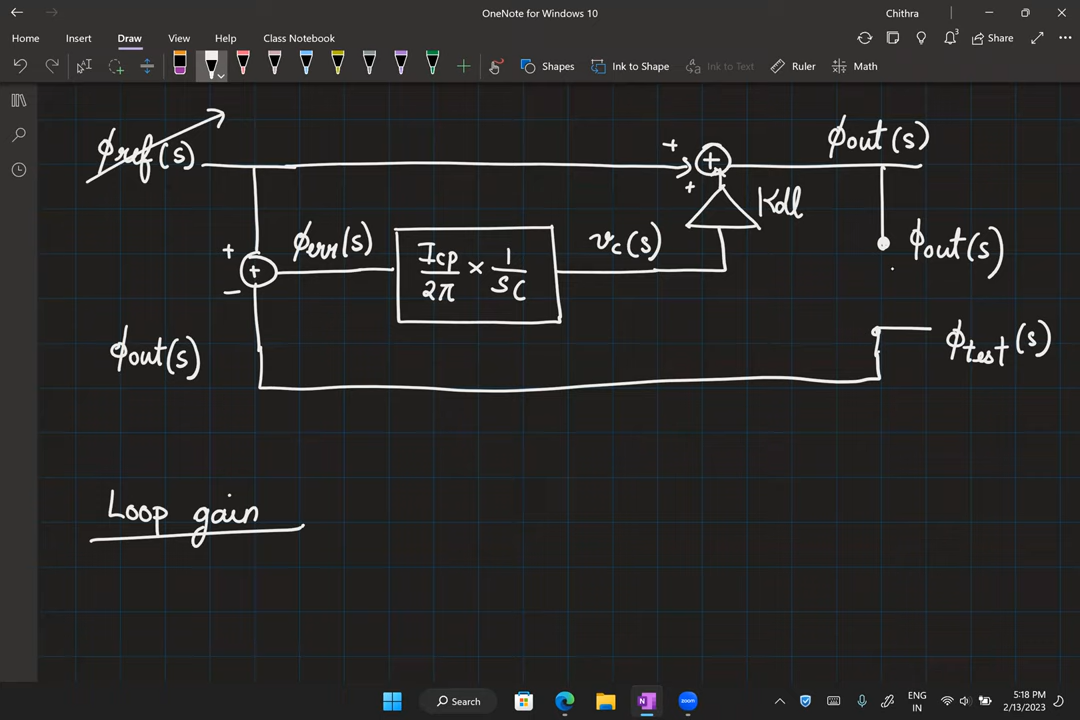 OneNote for Windows 10
Chithra
Home Insert Draw View Help Class Notebook
Share
Shapes Ink to Shape Ink to Text Ruler Math
ϕref(s)
+
+
+
ϕout(s)
Kdl
+
+
−
ϕerr(s)
Icp/2π × 1/SC
vc(s)
ϕout(s)
ϕout(s)
ϕtest(s)
Loop gain
Search
zoom
ENG
IN
5:18 PM
2/13/2023